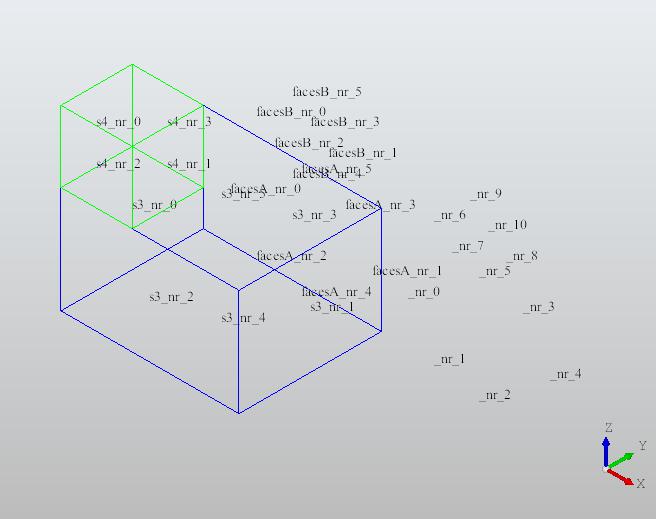 facesB_nr_5
facesB_nr_0
s4_nr_0
s4_nr_3
facesB_nr_3
facesB_nr_2
facesB_nr_1
s4_nr_2
s4_nr_1
facesA_nr_5
facesB_nr_4
facesA_nr_0
s3_nr_5
_nr_9
s3_nr_0
facesA_nr_3
s3_nr_3
_nr_6
_nr_10
_nr_7
facesA_nr_2
_nr_8
facesA_nr_1
_nr_5
s3_nr_2
facesA_nr_4
_nr_0
s3_nr_1
_nr_3
s3_nr_4
_nr_1
_nr_4
_nr_2
Z
Y
X